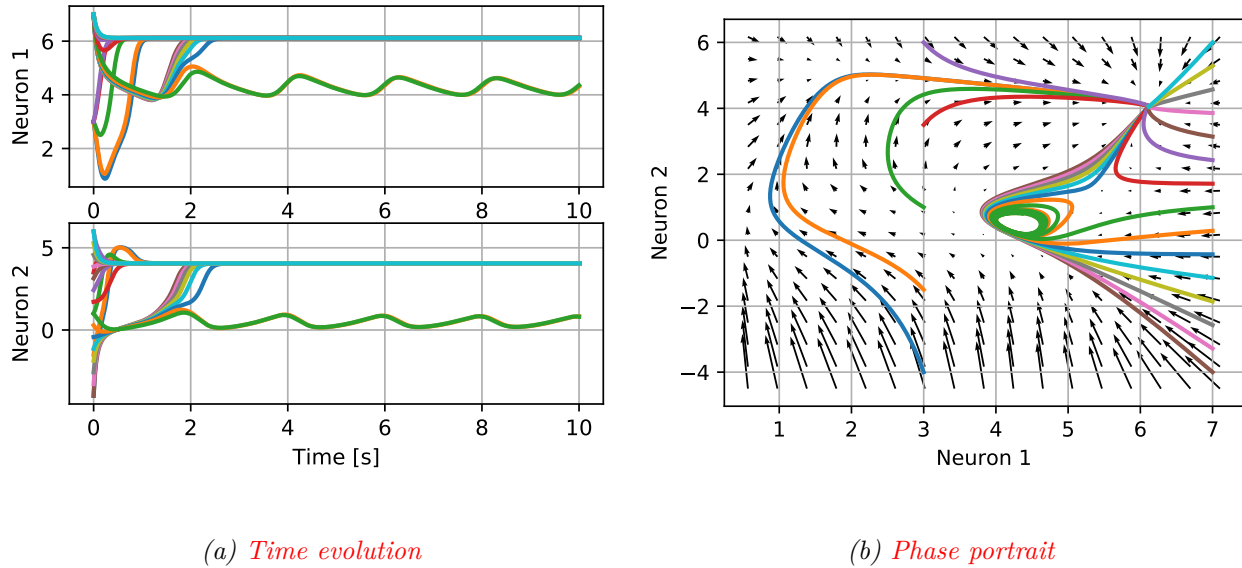 Neuron 1
6
4
2
0 2 4 6 8 10
Neuron 2
5
0
0 2 4 6 8 10
Time [s]
(a) Time evolution
Neuron 2
6
4
2
0
−2
−4
1 2 3 4 5 6 7
Neuron 1
(b) Phase portrait